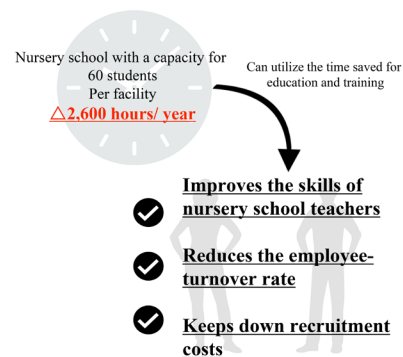 Nursery school with a capacity for
60 students
Per facility
△2,600 hours/ year
Can utilize the time saved for
education and training
Improves the skills of
nursery school teachers
Reduces the employee-
turnover rate
Keeps down recruitment
costs